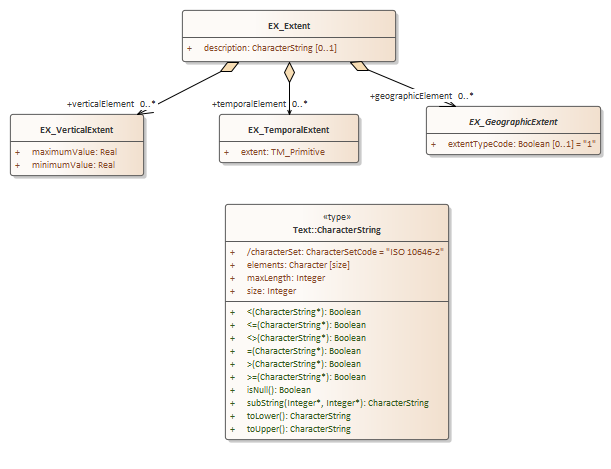 EX_Extent
+ description: CharacterString [0..1]
+verticalElement 0..*
+temporalElement 0..*
+geographicElement 0..*
EX_VerticalExtent
+ maximumValue: Real
+ minimumValue: Real
EX_TemporalExtent
+ extent: TM_Primitive
EX_GeographicExtent
+ extentTypeCode: Boolean [0..1] = "1"
«type»
Text::CharacterString
+ /characterSet: CharacterSetCode = "ISO 10646-2"
+ elements: Character [size]
+ maxLength: Integer
+ size: Integer
+ <(CharacterString*): Boolean
+ <=(CharacterString*): Boolean
+ <>(CharacterString*): Boolean
+ =(CharacterString*): Boolean
+ >(CharacterString*): Boolean
+ >=(CharacterString*): Boolean
+ isNull(): Boolean
+ subString(Integer*, Integer*): CharacterString
+ toLower(): CharacterString
+ toUpper(): CharacterString